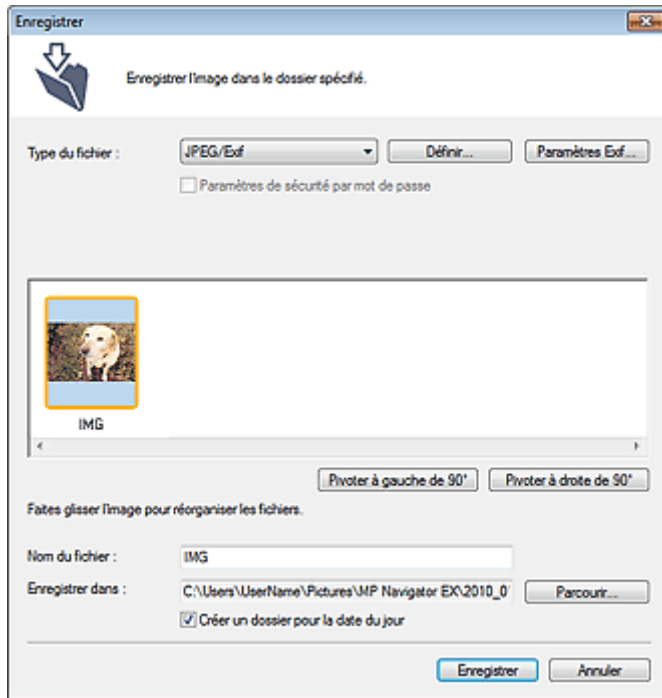 Enregistrer
Enregistrer l'image dans le dossier spécifié.
Type du fichier : JPEG/Exif Définir... Paramètres Exif...
Paramètres de sécurité par mot de passe
IMG
Pivoter à gauche de 90° Pivoter à droite de 90°
Faites glisser l'image pour réorganiser les fichiers.
Nom du fichier : IMG
Enregistrer dans : C:\Users\UserName\Pictures\MP Navigator EX\2010_0 Parcourir...
Créer un dossier pour la date du jour
Enregistrer Annuler